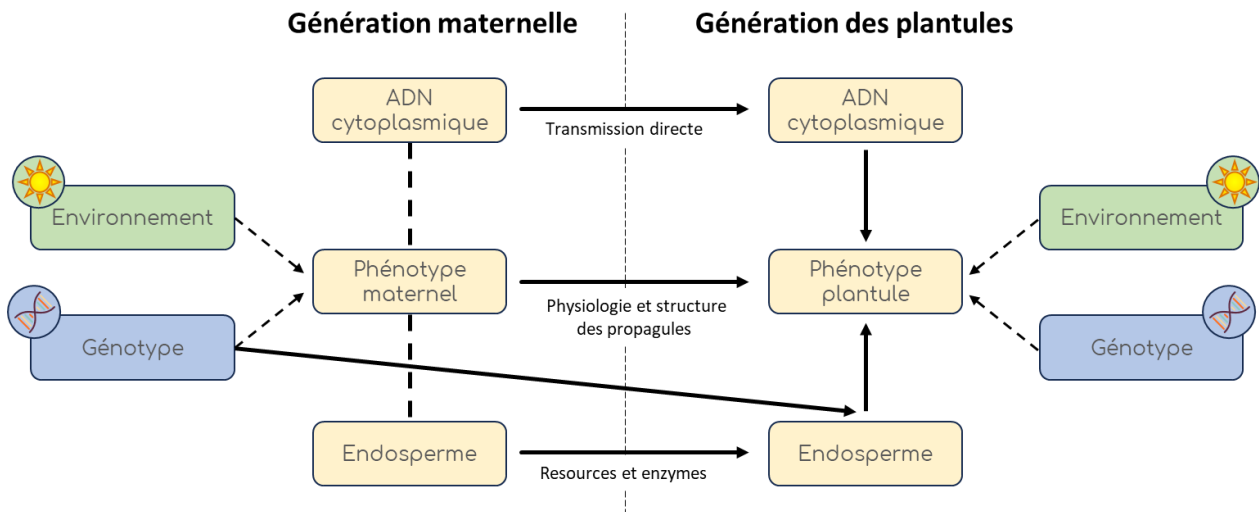 Génération maternelle
Génération des plantules
ADN
cytoplasmique
Transmission directe
ADN
cytoplasmique
Environnement
Environnement
Phénotype
maternel
Physiologie et structure
des propagules
Phénotype
plantule
Génotype
Génotype
Endosperme
Resources et enzymes
Endosperme